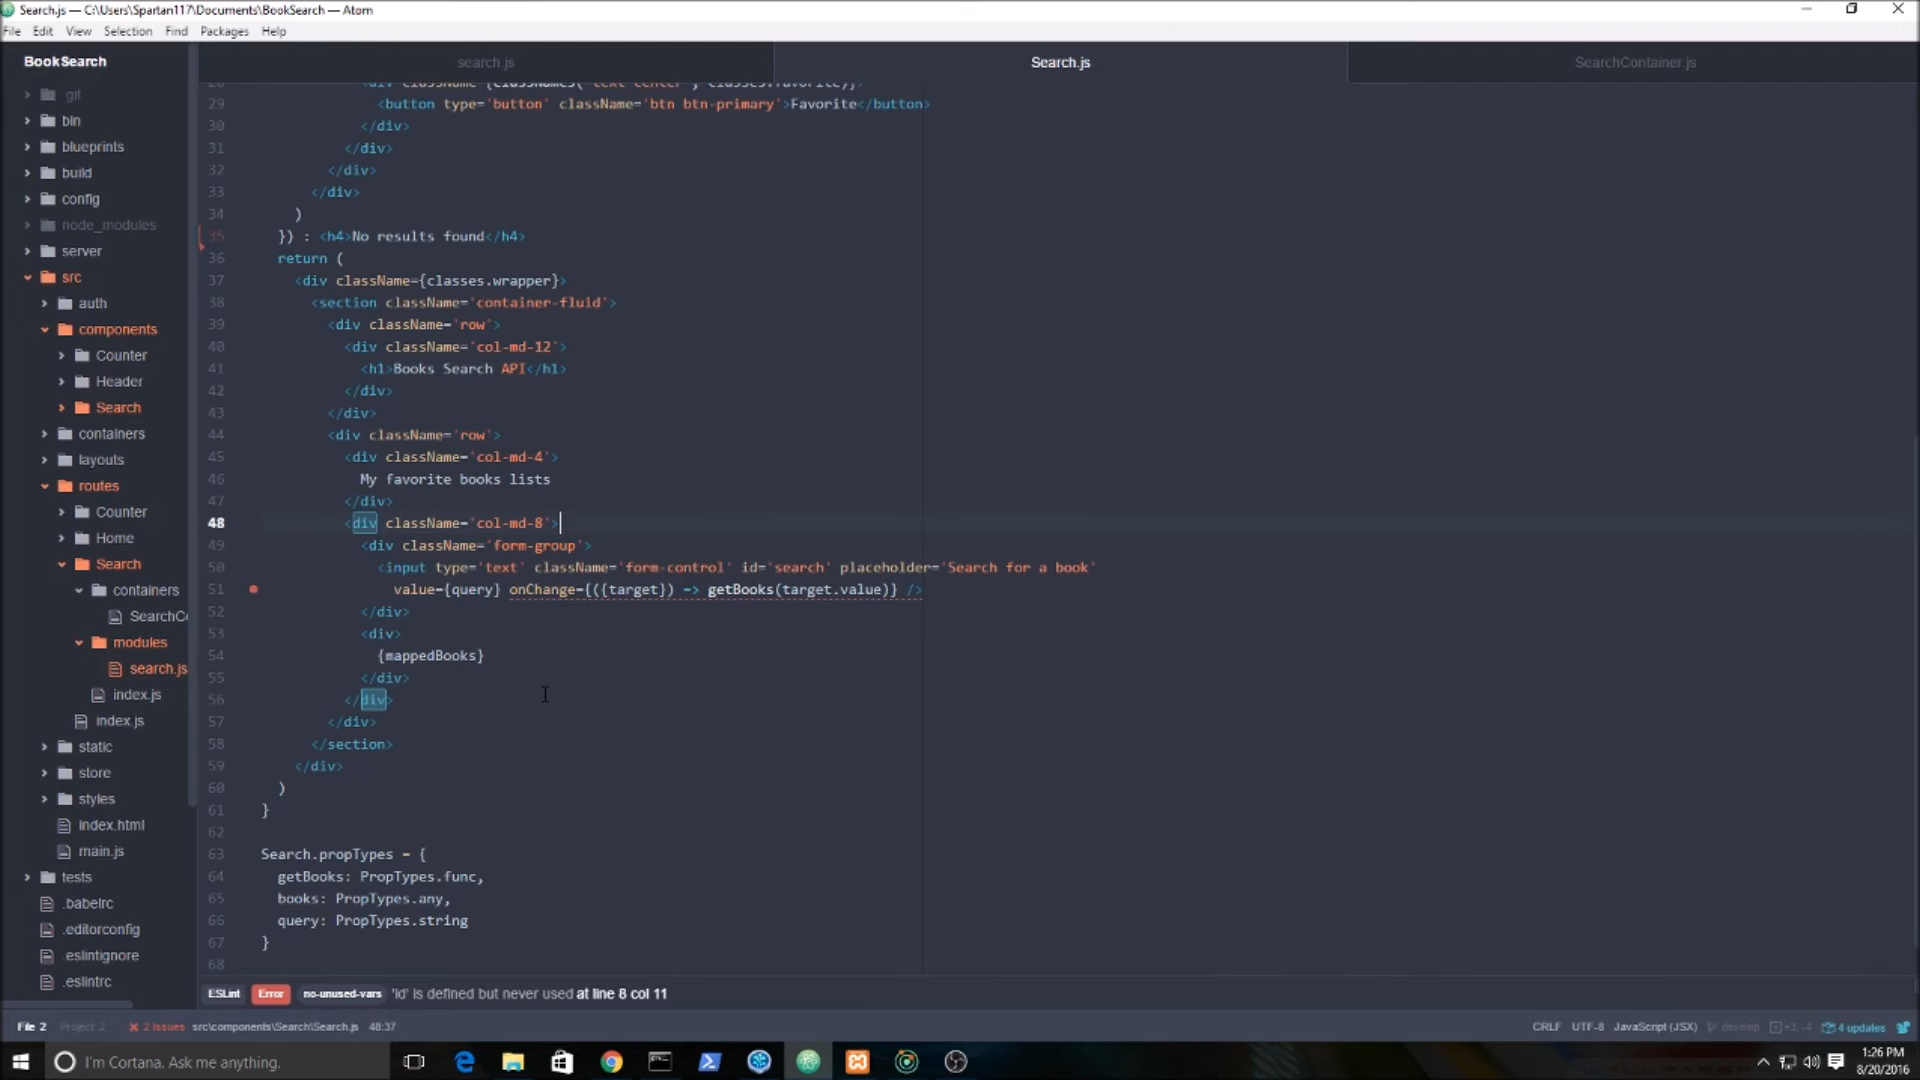 Search.js — C:\Users\Spartan117\Documents\BookSearch — Atom
File Edit View Selection Find Packages Help
BookSearch
search.js
Search.js
SearchContainer.js
git
bin
blueprints
build
config
node_modules
server
src
auth
components
Counter
Header
Search
containers
layouts
routes
Counter
Home
Search
containers
SearchCo
modules
search.js
index.js
index.js
static
store
styles
index.html
main.js
tests
.babelrc
.editorconfig
.eslintignore
.eslintrc
29 <button type='button' className='btn btn-primary'>Favorite</button>
30 </div>
31 </div>
32 </div>
33 </div>
34 )
35 }) : <h4>No results found</h4>
36 return (
37 <div className={classes.wrapper}>
38 <section className='container-fluid'>
39 <div className='row'>
40 <div className='col-md-12'>
41 <h1>Books Search API</h1>
42 </div>
43 </div>
44 <div className='row'>
45 <div className='col-md-4'>
46 My favorite books lists
47 </div>
48 <div className='col-md-8'>
49 <div className='form-group'>
50 <input type='text' className='form-control' id='search' placeholder='Search for a book'
51 value={query} onChange={(({target}) => getBooks(target.value)} />
52 </div>
53 <div>
54 {mappedBooks}
55 </div>
56 </div>
57 </div>
58 </section>
59 </div>
60 )
61 }
62
63 Search.propTypes = {
64 getBooks: PropTypes.func,
65 books: PropTypes.any,
66 query: PropTypes.string
67 }
68
ESLint Error no-unused-vars 'id' is defined but never used at line 8 col 11
File 2 Project 2 2 Issues src\components\Search\Search.js 48:37 CRLF UTF-8 JavaScript (JSX) develop +3, -4 4 updates
I'm Cortana. Ask me anything.
1:26 PM
8/20/2016